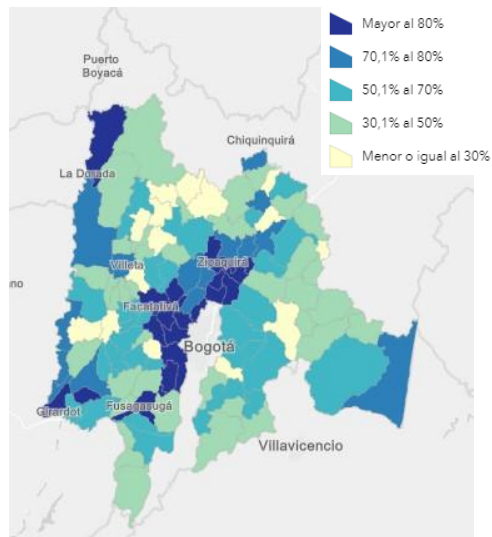 Mayor al 80%
70,1% al 80%
50,1% al 70%
30,1% al 50%
Menor o igual al 30%
Puerto
Boyacá
Chiquinquirá
La Dorada
Villeta
Zipaquirá
no
Facatativá
Bogotá
Girardot
Fusagasugá
Villavicencio